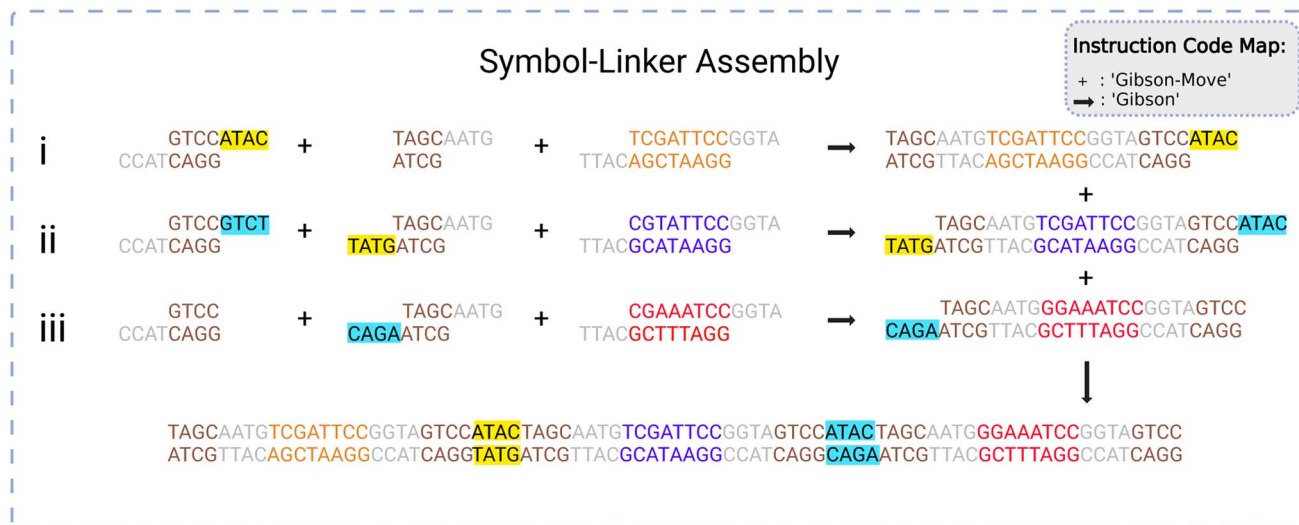 Symbol-Linker Assembly
Instruction Code Map:
+ : 'Gibson-Move'
→ : 'Gibson'
i
GTCCATAC + TAGCAATG + TCGATTCCGGTA → TAGCAATGTCGATTCCGGTAGTCCATAC
CCATCAGG ATCG TTACAGCTAAGG ATCGTTACAGCTAAGGCCATCAGG
+
ii
GTCCGTCT + TAGCAATG + CGTATTCCGGTA → TAGCAATGTCGATTCCGGTAGTCCATAC
CCATCAGG TATGATCG TTACGCATAAGG TATGATCGTTACGCATAAGGCCATCAGG
+
iii
GTCC + TAGCAATG + CGAAATCCGGTA → TAGCAATGGGAAATCCGGTAGTCC
CCATCAGG CAGAATCG TTACGCTTTAGG CAGAATCGTTACGCTTTAGGCCATCAGG
↓
TAGCAATGTCGATTCCGGTAGTCCATACTAGCAATGTCGATTCCGGTAGTCCATACTAGCAATGGGAAATCCGGTAGTCC
ATCGTTACAGCTAAGGCCATCAGGTATGATCGTTACGCATAAGGCCATCAGGCAGAATCGTTACGCTTTAGGCCATCAGG